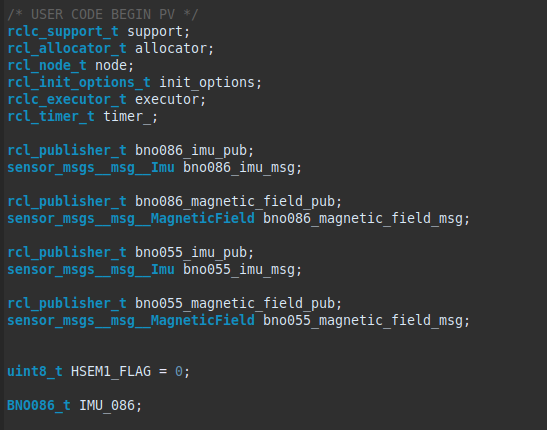 /* USER CODE BEGIN PV */
rclc_support_t support;
rcl_allocator_t allocator;
rcl_node_t node;
rcl_init_options_t init_options;
rclc_executor_t executor;
rcl_timer_t timer_;
rcl_publisher_t bno086_imu_pub;
sensor_msgs__msg__Imu bno086_imu_msg;
rcl_publisher_t bno086_magnetic_field_pub;
sensor_msgs__msg__MagneticField bno086_magnetic_field_msg;
rcl_publisher_t bno055_imu_pub;
sensor_msgs__msg__Imu bno055_imu_msg;
rcl_publisher_t bno055_magnetic_field_pub;
sensor_msgs__msg__MagneticField bno055_magnetic_field_msg;
uint8_t HSEM1_FLAG = 0;
BNO086_t IMU_086;